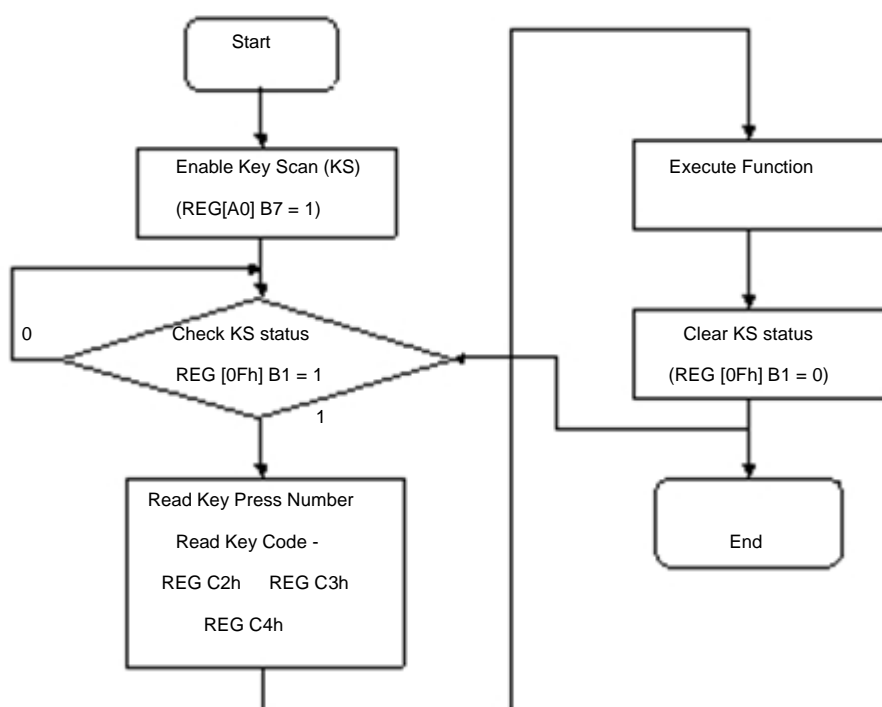 Start
Enable Key Scan (KS)
(REG[A0] B7 = 1)
0
Check KS status
REG [0Fh] B1 = 1
1
Read Key Press Number
Read Key Code -
REG C2h REG C3h
REG C4h
Execute Function
Clear KS status
(REG [0Fh] B1 = 0)
End